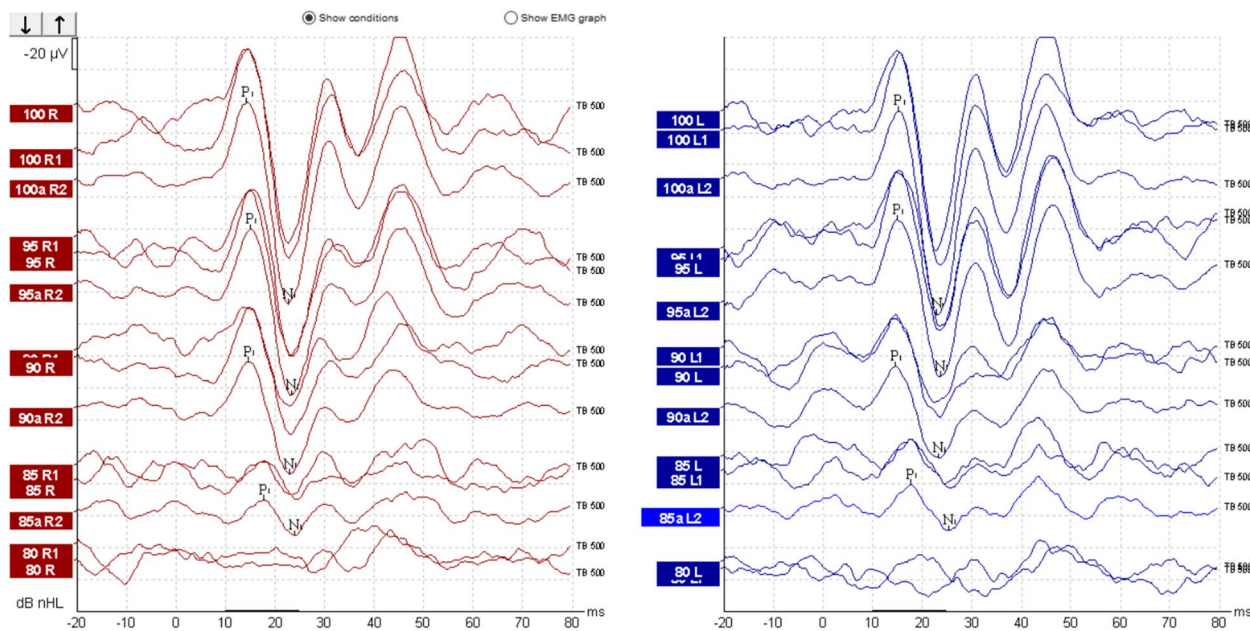 ↓ ↑ Show conditions Show EMG graph
-20 µV
P₁ P₁
TB 500
100 R 100 L
100 R1 100 L1
TB 500
100a R2 100a L2
TB 500 TB 500
P₁ P₁
95 R1
95 R 95 L
TB 500
TB 500
95a R2 95a L2
TB 500 TB 500
N₁ N₁
P₁ P₁
90 R 90 L1
90 L
TB 500
TB 500
N₁ N₁
90a R2 90a L2
TB 500 TB 500
N₁ N₁
85 R1 85 L
85 R 85 L1
TB 500 TB 500
TB 500 TB 500
P₁ P₁
85a R2 85a L2
TB 500 TB 500
N₁ N₁
80 R1
80 R 80 L
TB 500
TB 500
dB nHL
ms ms
-20 -10 0 10 20 30 40 50 60 70 80 -20 -10 0 10 20 30 40 50 60 70 80